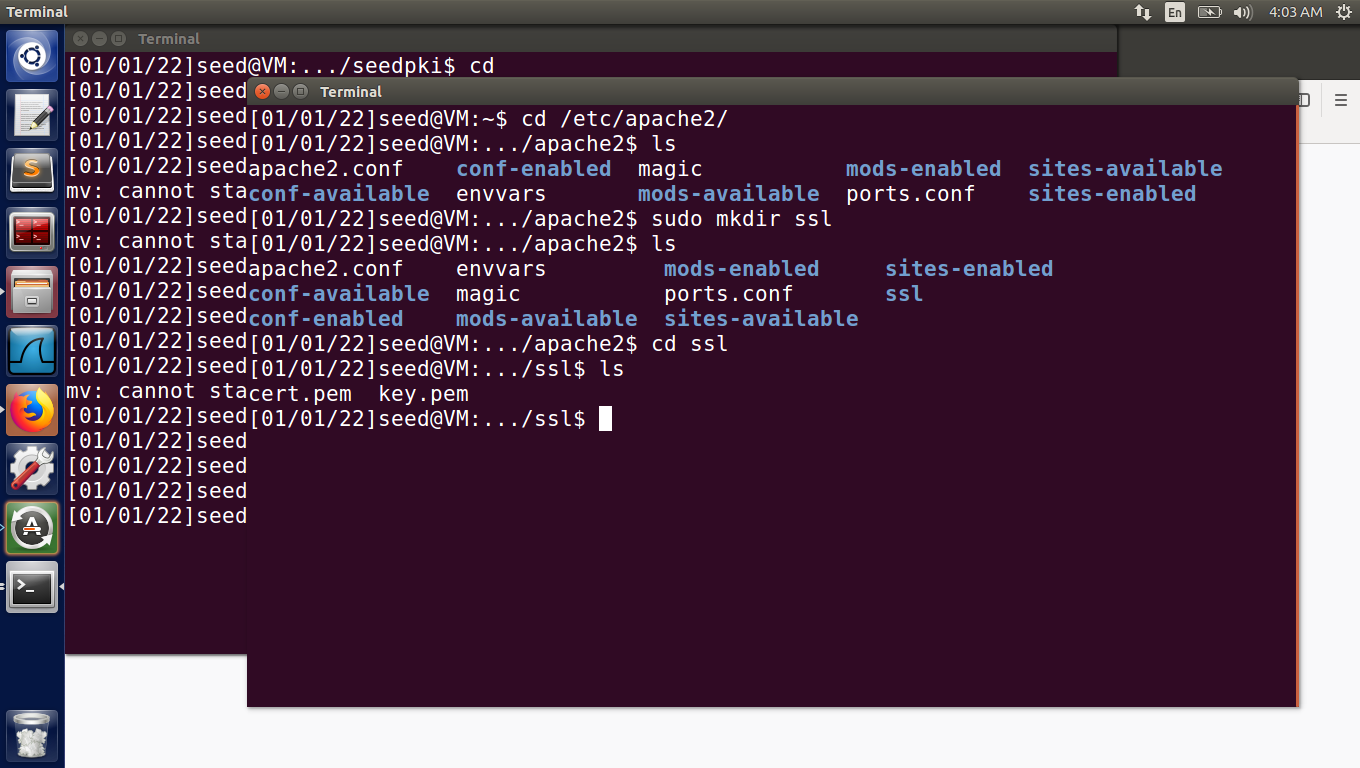 Terminal
En
4:03 AM
Terminal
[01/01/22]seed@VM:.../seedpki$ cd
[01/01/22]seed
[01/01/22]seed
[01/01/22]seed
[01/01/22]seed
mv: cannot sta
[01/01/22]seed
mv: cannot sta
[01/01/22]seed
[01/01/22]seed
[01/01/22]seed
[01/01/22]seed
[01/01/22]seed
mv: cannot sta
[01/01/22]seed
[01/01/22]seed
[01/01/22]seed
[01/01/22]seed
[01/01/22]seed
Terminal
[01/01/22]seed@VM:~$ cd /etc/apache2/
[01/01/22]seed@VM:.../apache2$ ls
apache2.conf conf-enabled magic mods-enabled sites-available
conf-available envvars mods-available ports.conf sites-enabled
[01/01/22]seed@VM:.../apache2$ sudo mkdir ssl
[01/01/22]seed@VM:.../apache2$ ls
apache2.conf envvars mods-enabled sites-enabled
conf-available magic ports.conf ssl
conf-enabled mods-available sites-available
[01/01/22]seed@VM:.../apache2$ cd ssl
[01/01/22]seed@VM:.../ssl$ ls
cert.pem key.pem
[01/01/22]seed@VM:.../ssl$